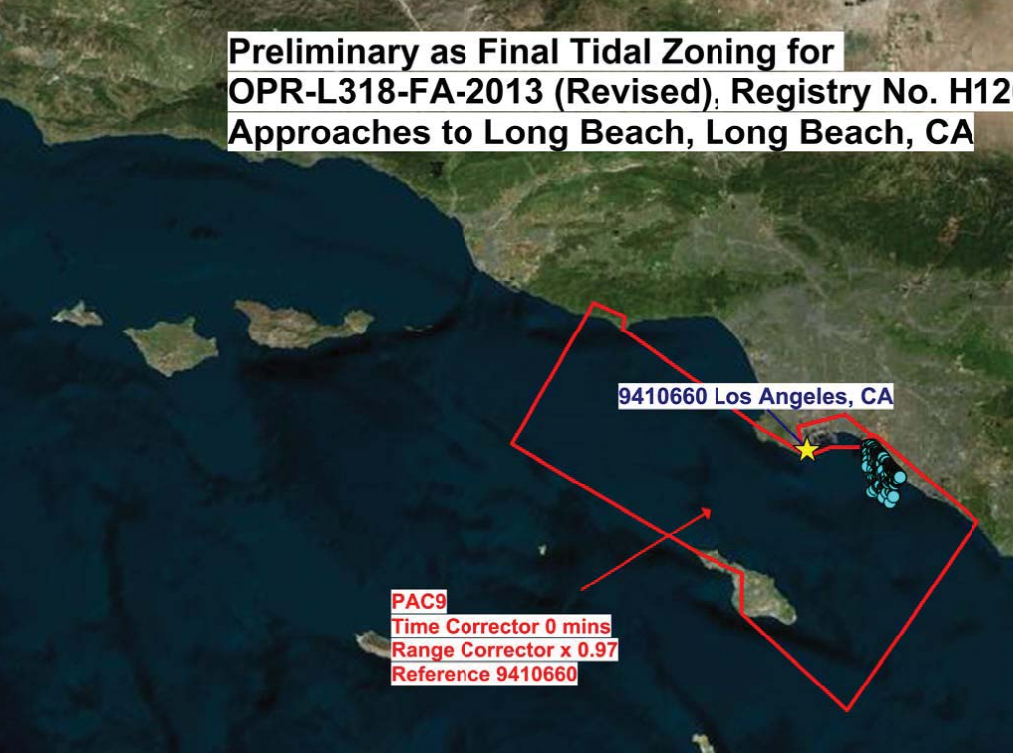 Preliminary as Final Tidal Zoning for
OPR-L318-FA-2013 (Revised), Registry No. H12
Approaches to Long Beach, Long Beach, CA
9410660 Los Angeles, CA
PAC9
Time Corrector 0 mins
Range Corrector x 0.97
Reference 9410660